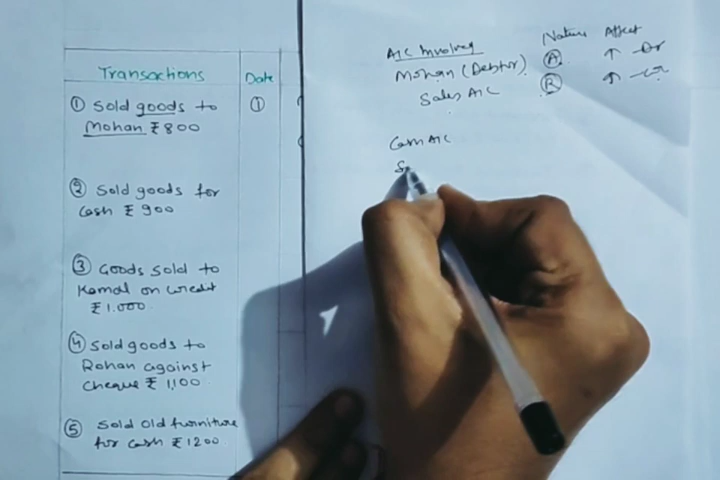 Transactions
Date
① Sold goods to
Mohan ₹800
①
② Sold goods for
Cash ₹900
③ Goods sold to
Kamal on credit
₹1.000
④ Sold goods to
Rohan against
Cheque ₹1,100
⑤ Sold Old furniture
for cash ₹1200
A/C Involved
Nature
Affect
Mohan (Debtor)
Ⓐ
↑ -Dr
Sales A/C
Ⓡ
↑ -Cr
Cash A/C